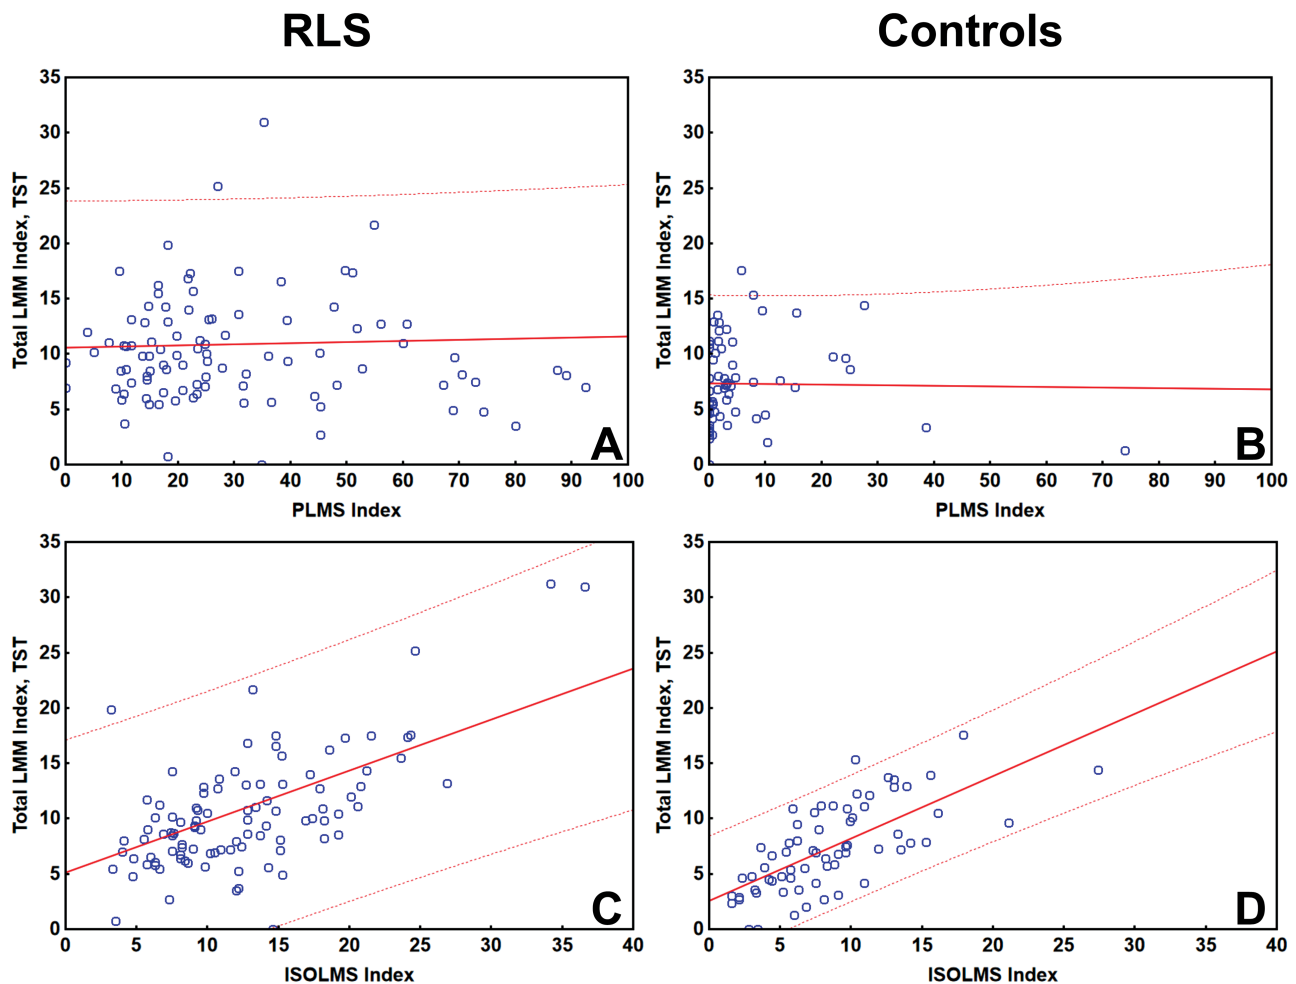 RLS Controls
35 35
30 30
25 25
20 20
15 15
10 10
5 5
0 0
Total LMM Index, TST Total LMM Index, TST
A B
0 10 20 30 40 50 60 70 80 90 100 0 10 20 30 40 50 60 70 80 90 100
PLMS Index PLMS Index
35 35
30 30
25 25
20 20
15 15
10 10
5 5
0 0
Total LMM Index, TST Total LMM Index, TST
C D
0 5 10 15 20 25 30 35 40 0 5 10 15 20 25 30 35 40
ISOLMS Index ISOLMS Index